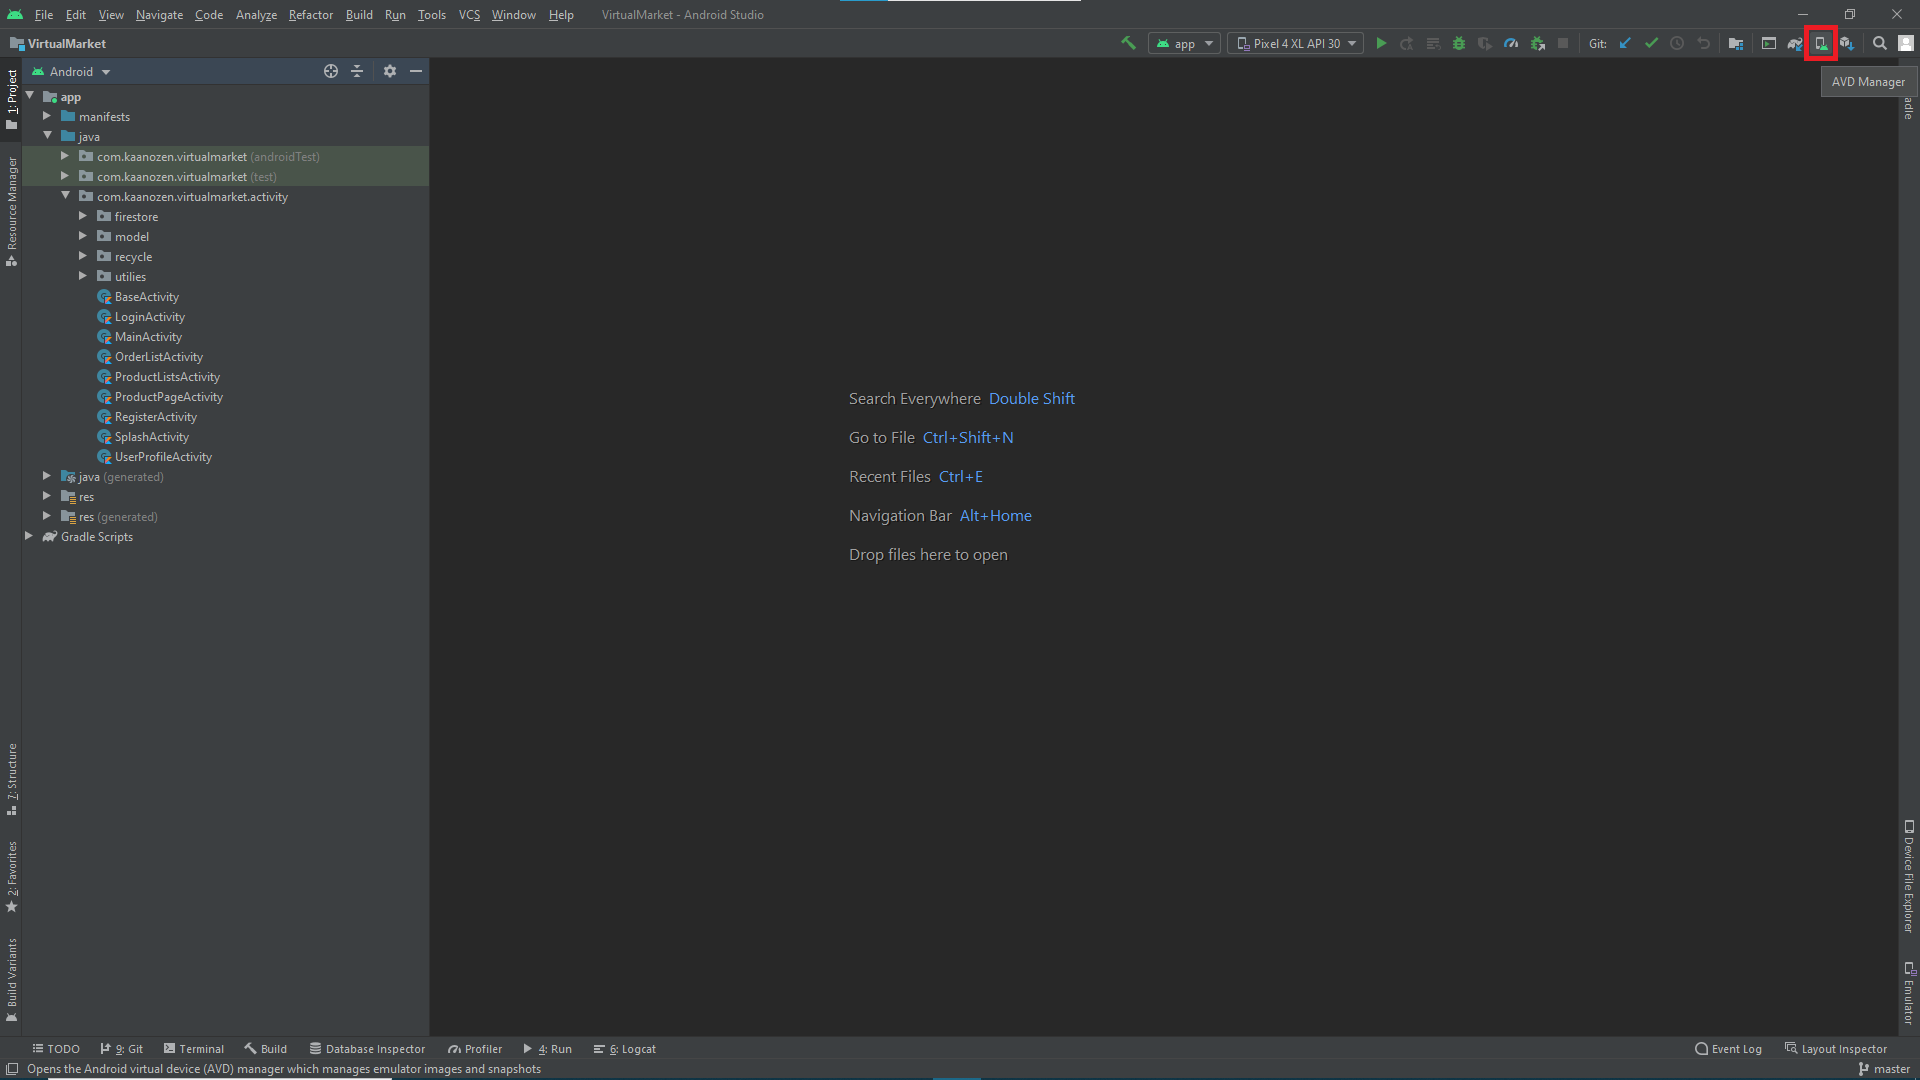 File Edit View Navigate Code Analyze Refactor Build Run Tools VCS Window Help VirtualMarket - Android Studio
VirtualMarket
app
Pixel 4 XL API 30
Git:
AVD Manager
Android
1: Project
Resource Manager
7: Structure
2: Favorites
Build Variants
app
manifests
java
com.kaanozen.virtualmarket (androidTest)
com.kaanozen.virtualmarket (test)
com.kaanozen.virtualmarket.activity
firestore
model
recycle
utilies
BaseActivity
LoginActivity
MainActivity
OrderListActivity
ProductListsActivity
ProductPageActivity
RegisterActivity
SplashActivity
UserProfileActivity
java (generated)
res
res (generated)
Gradle Scripts
Search Everywhere Double Shift
Go to File Ctrl+Shift+N
Recent Files Ctrl+E
Navigation Bar Alt+Home
Drop files here to open
adle
Device File Explorer
Emulator
TODO 9: Git Terminal Build Database Inspector Profiler 4: Run 6: Logcat Event Log Layout Inspector
Opens the Android virtual device (AVD) manager which manages emulator images and snapshots
master